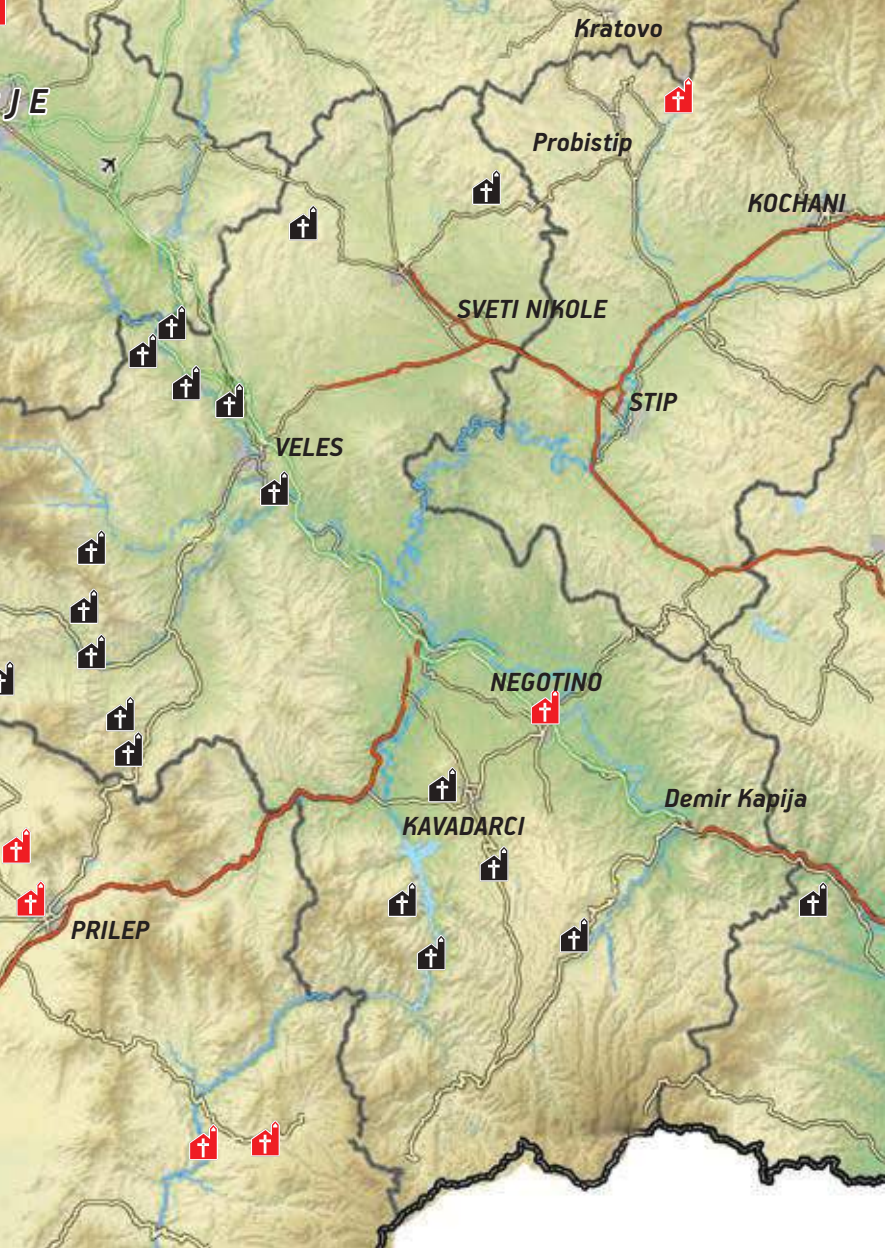 Kratovo
J E
Probistip
KOCHANI
SVETI NIKOLE
STIP
VELES
NEGOTINO
Demir Kapija
KAVADARCI
PRILEP